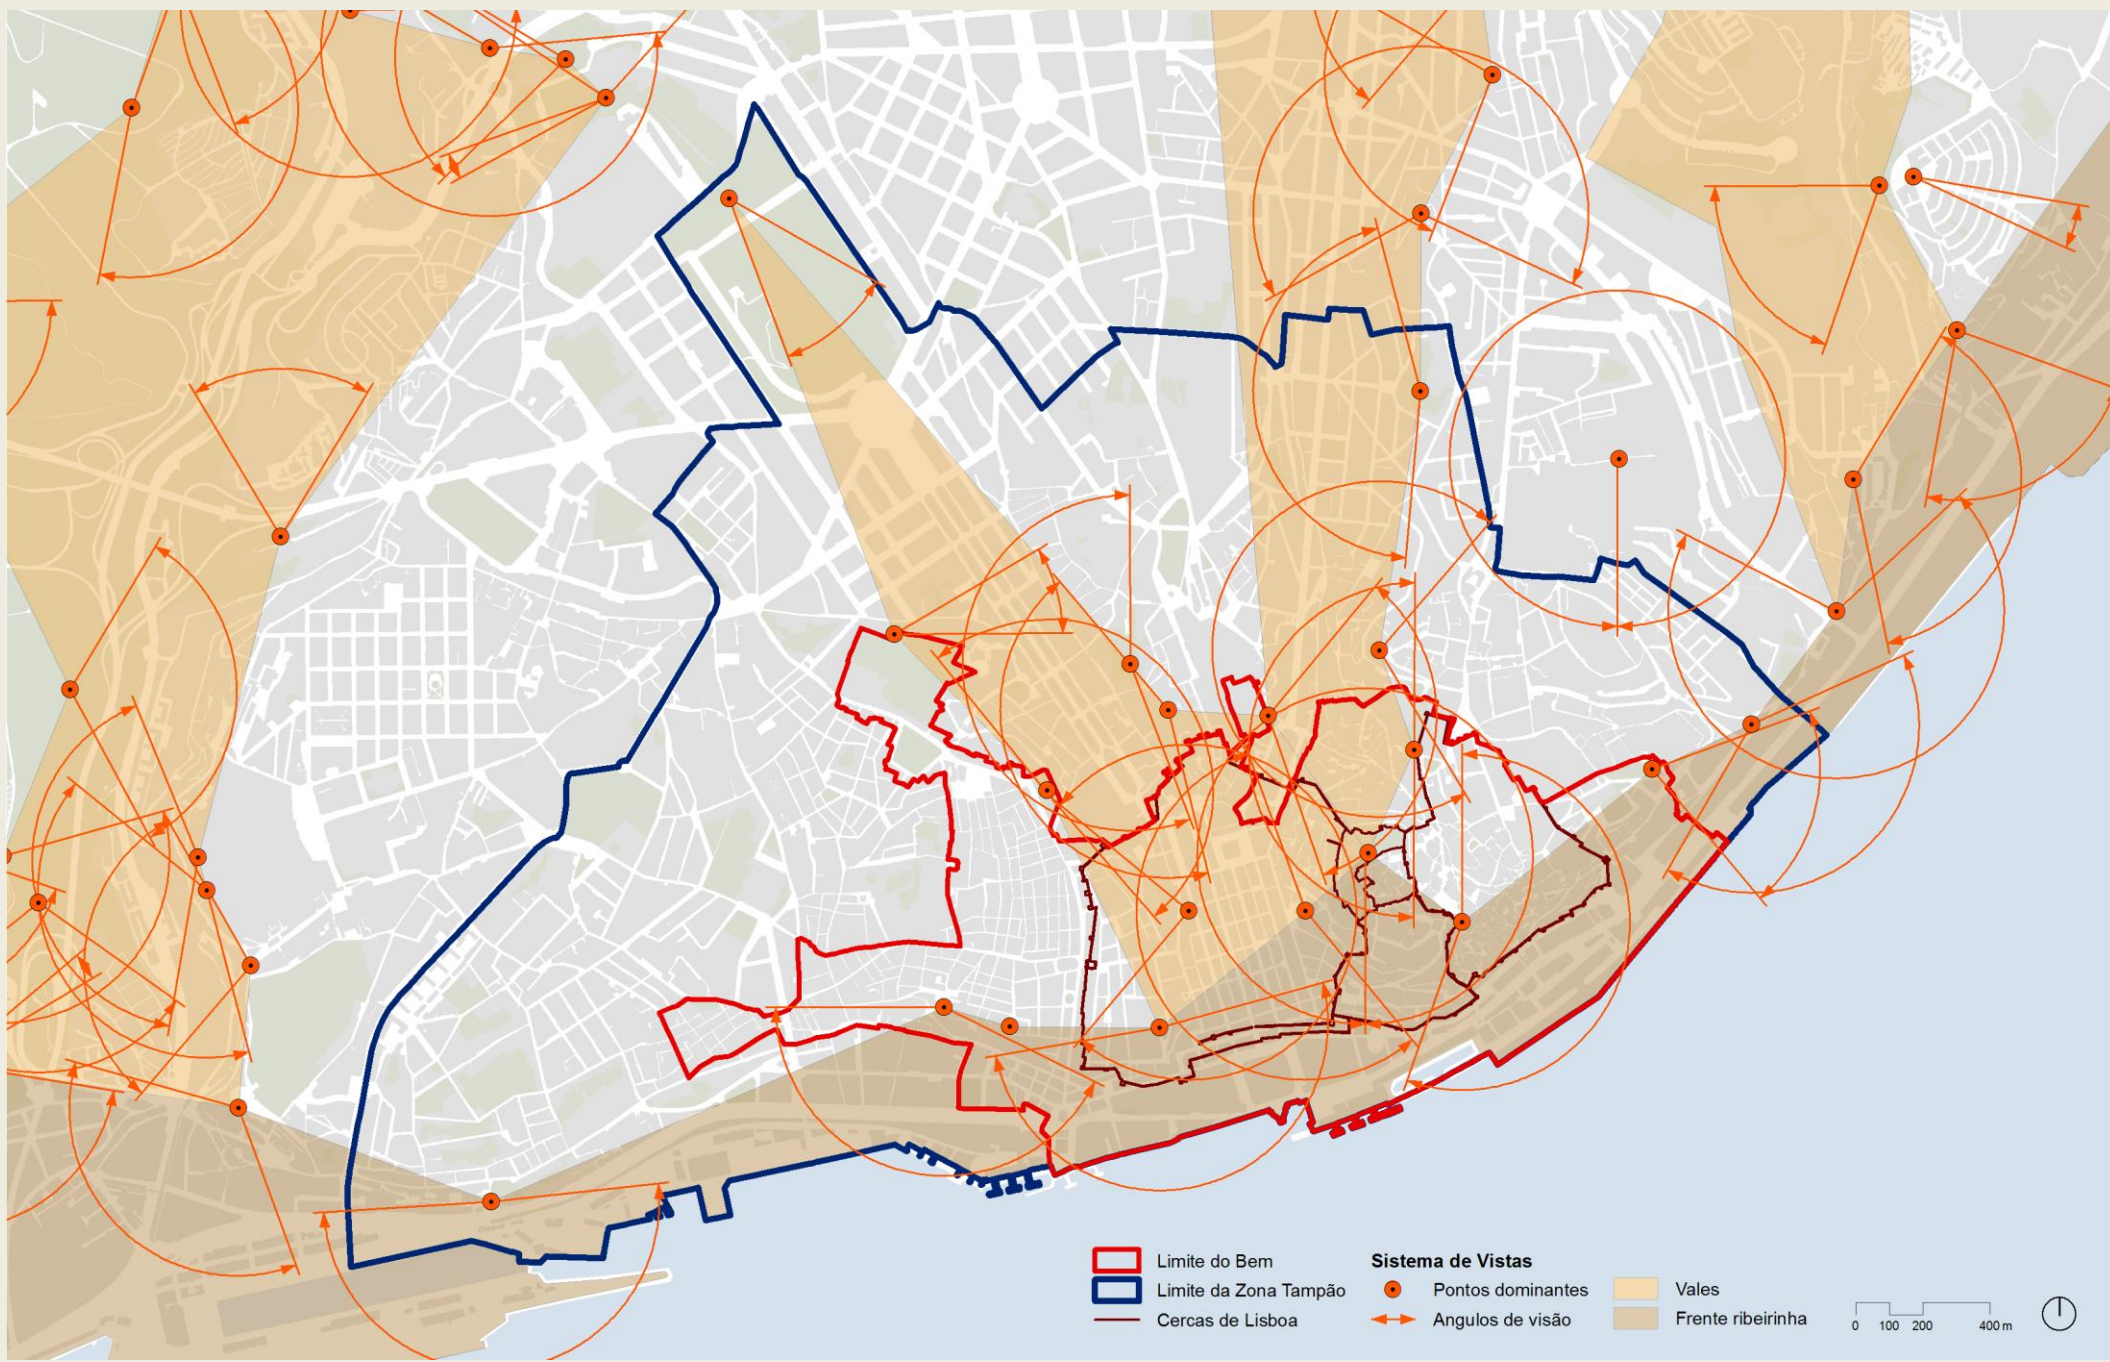 Limite do Bem
Limite da Zona Tampão
Cercas de Lisboa
Sistema de Vistas
Pontos dominantes
Angulos de visão
Vales
Frente ribeirinha
0 100 200 400 m